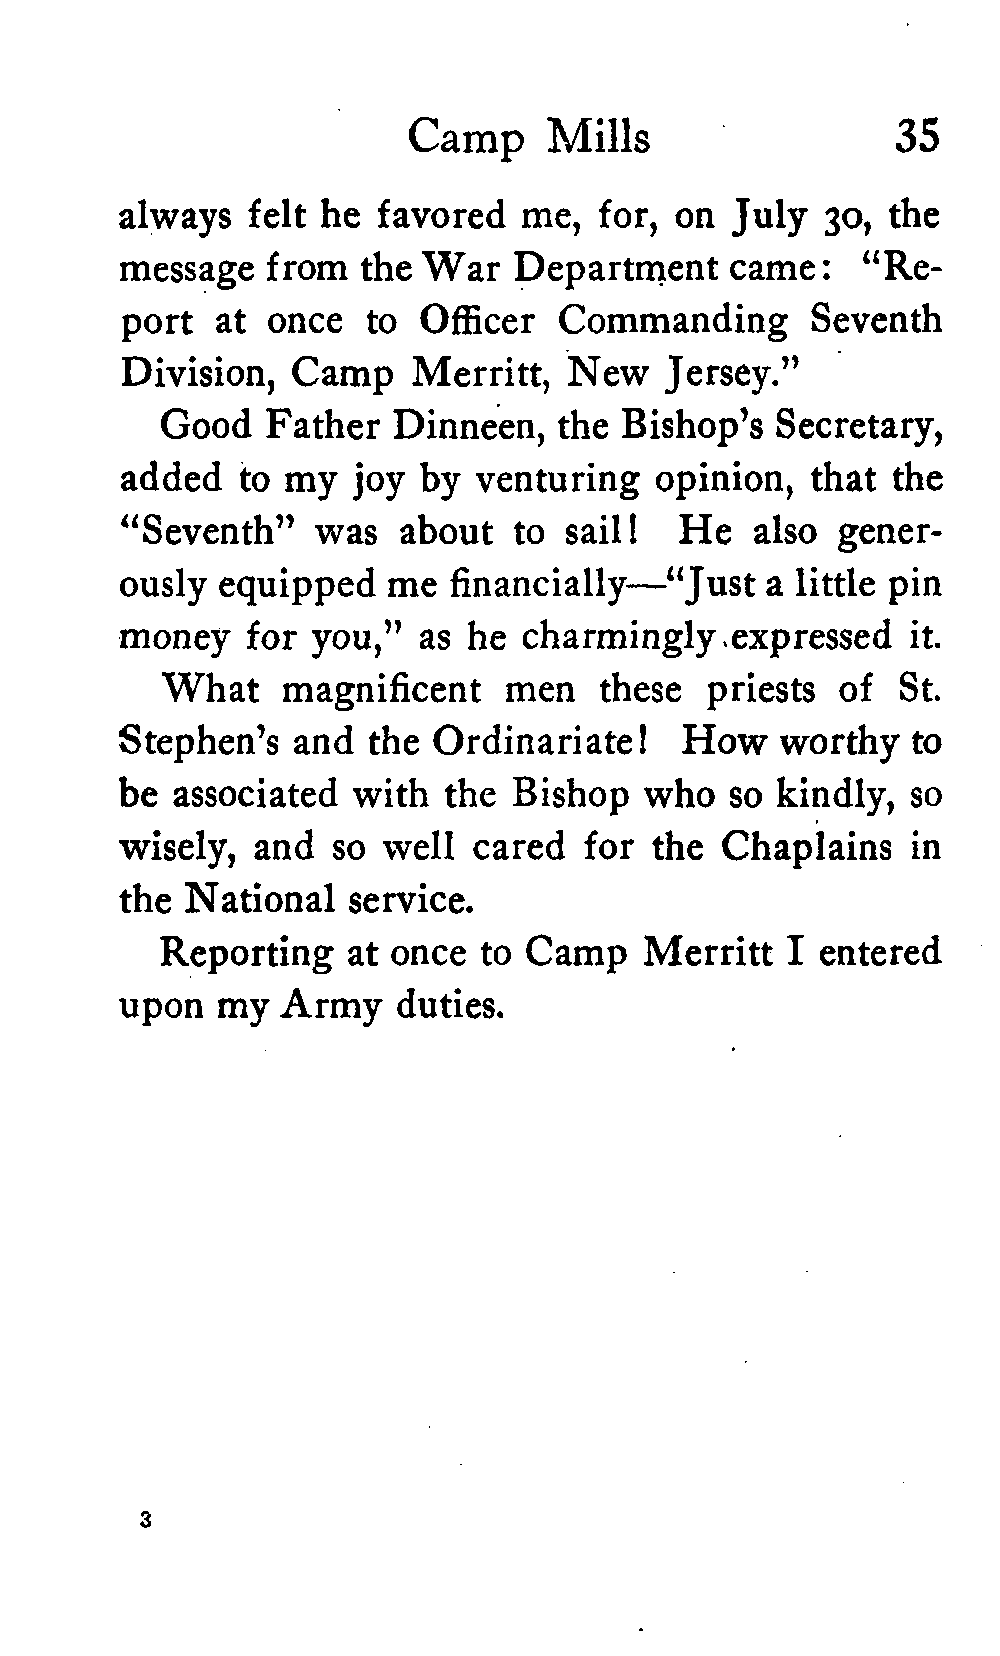 Camp Mills 35
always felt he favored me, for, on July 30, the
message from the War Department came: "Re-
port at once to Officer Commanding Seventh
Division, Camp Merritt, New Jersey."
Good Father Dinneen, the Bishop's Secretary,
added to my joy by venturing opinion, that the
"Seventh" was about to sail! He also gener-
ously equipped me financially—"Just a little pin
money for you," as he charmingly expressed it.
What magnificent men these priests of St.
Stephen's and the Ordinariate! How worthy to
be associated with the Bishop who so kindly, so
wisely, and so well cared for the Chaplains in
the National service.
Reporting at once to Camp Merritt I entered
upon my Army duties.
3